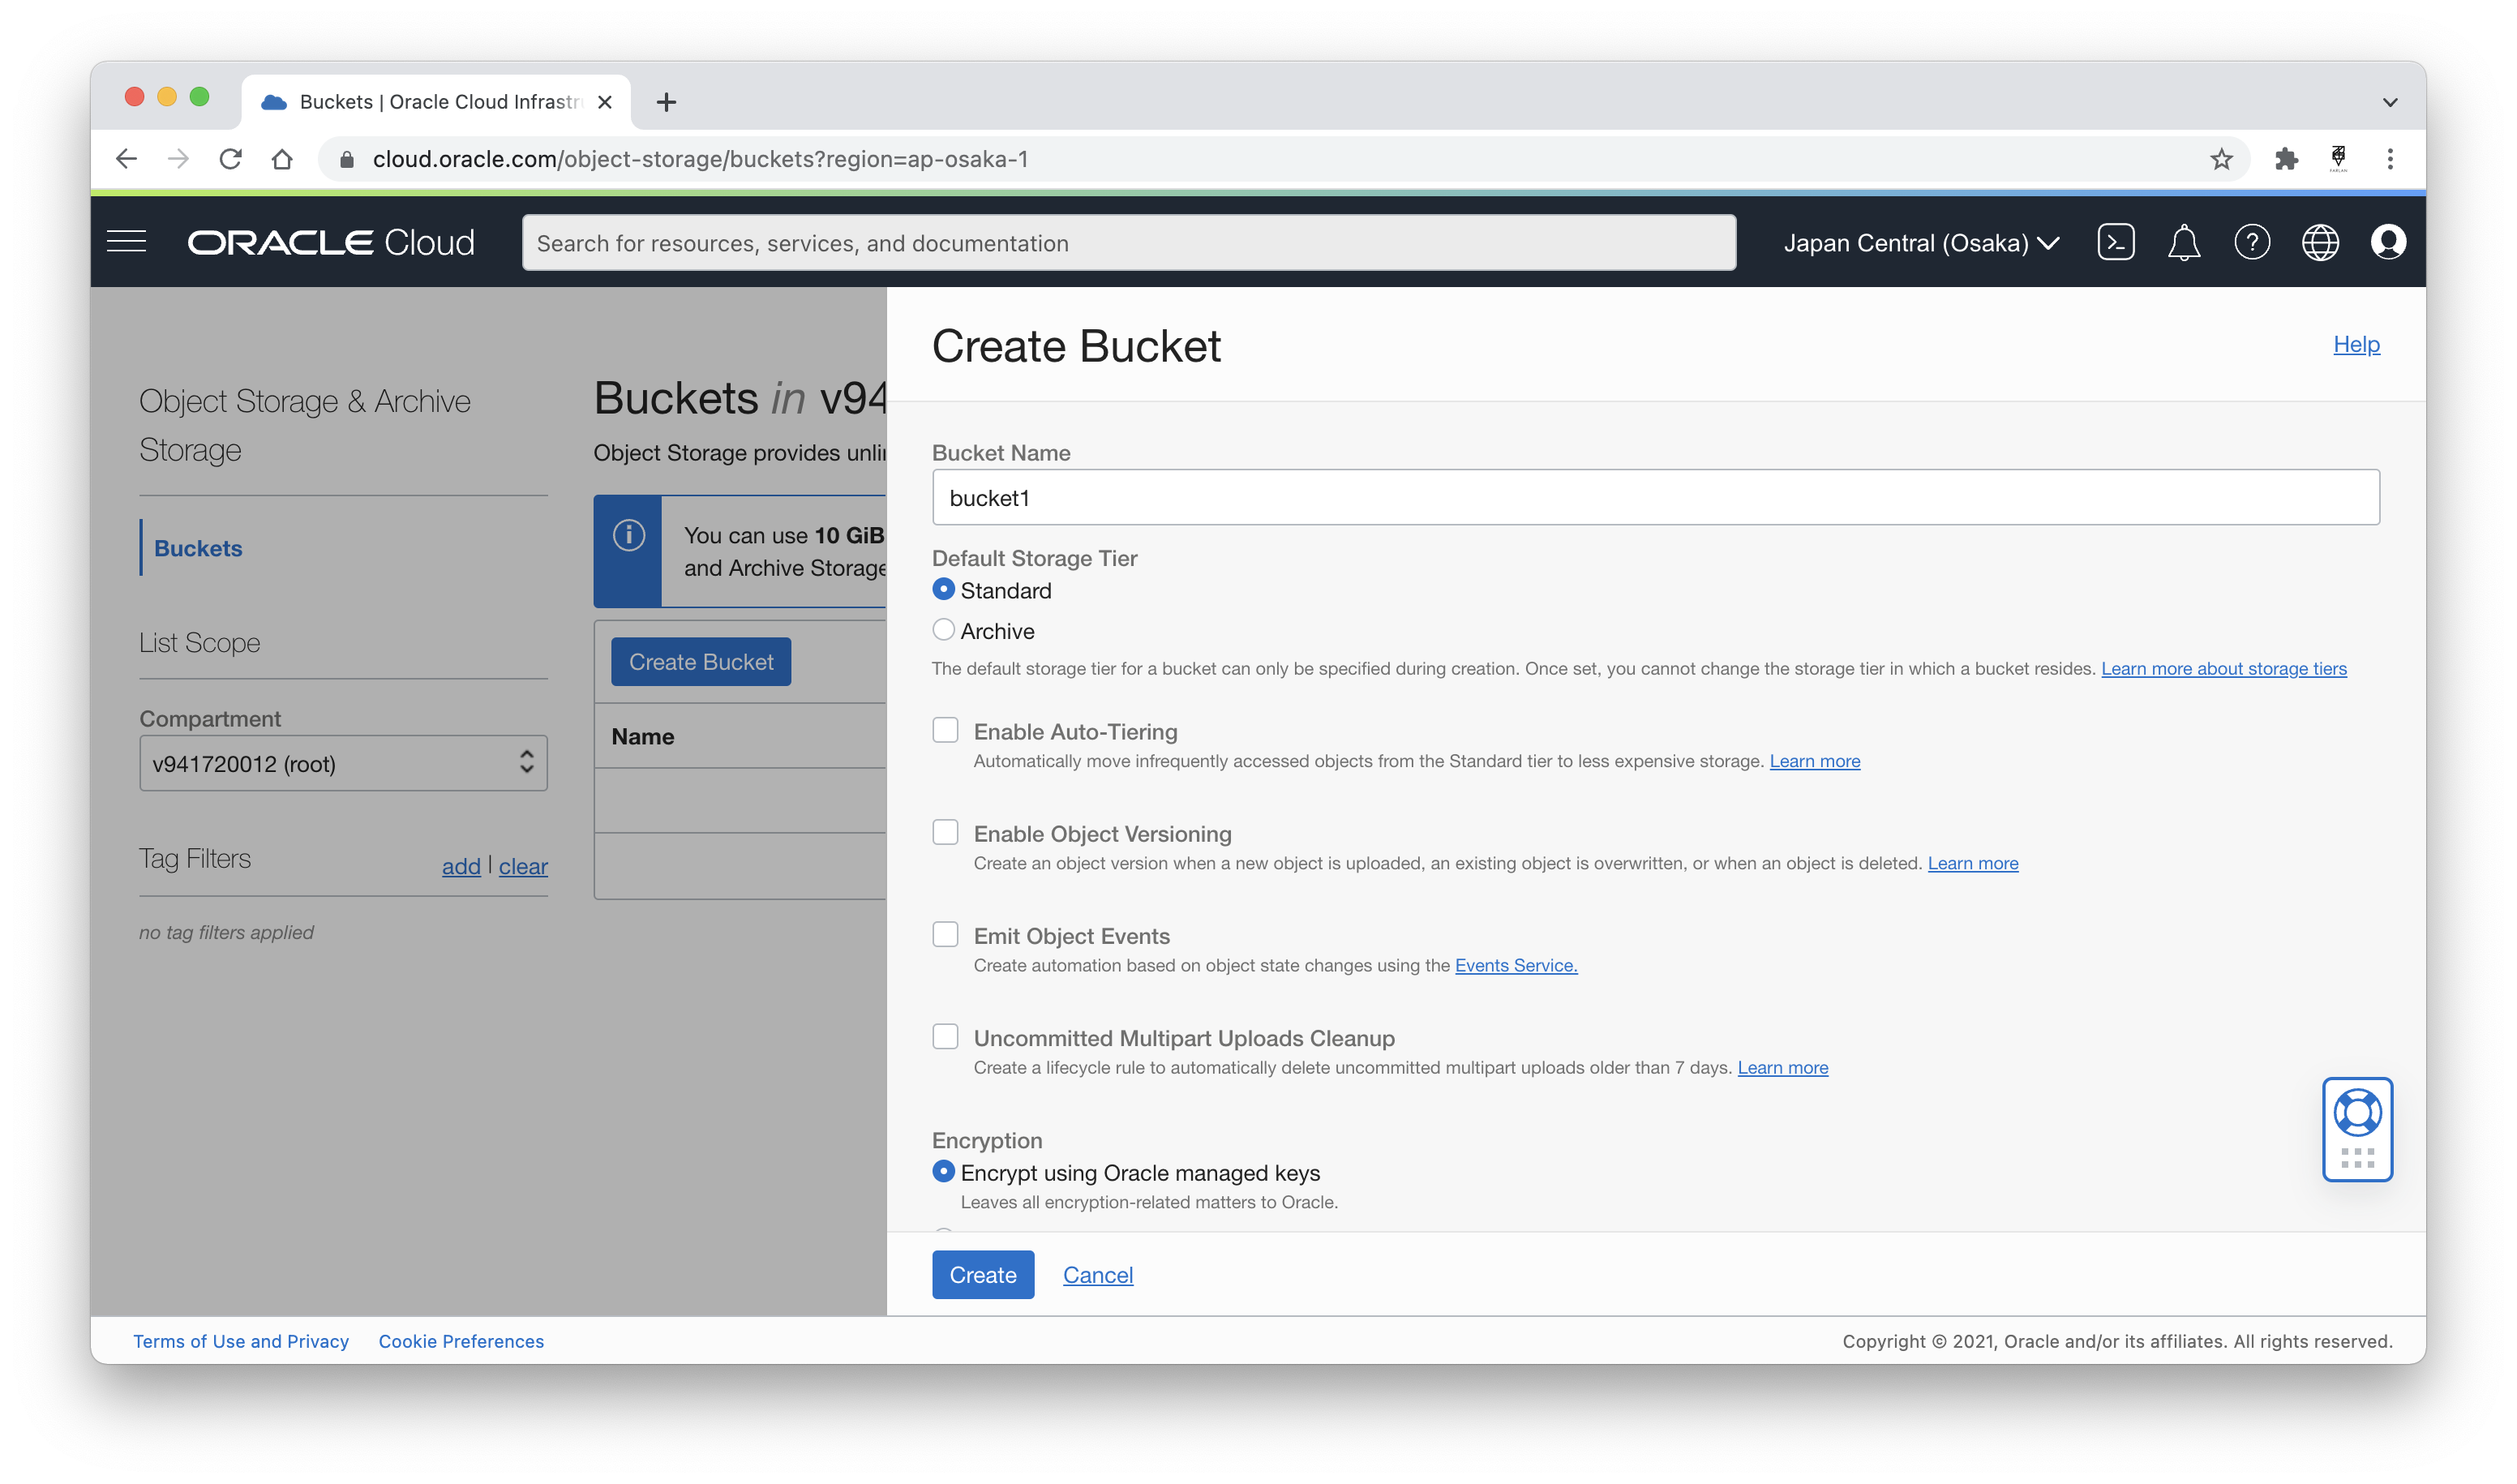 Buckets | Oracle Cloud Infrastr
cloud.oracle.com/object-storage/buckets?region=ap-osaka-1
ORACLE Cloud
Search for resources, services, and documentation
Japan Central (Osaka)
Object Storage & Archive
Storage
Buckets
List Scope
Compartment
v941720012 (root)
Tag Filters
add | clear
no tag filters applied
Buckets in v94
Object Storage provides unli
You can use 10 GiB
and Archive Storage
Create Bucket
Name
Create Bucket
Help
Bucket Name
bucket1
Default Storage Tier
Standard
Archive
The default storage tier for a bucket can only be specified during creation. Once set, you cannot change the storage tier in which a bucket resides. Learn more about storage tiers
Enable Auto-Tiering
Automatically move infrequently accessed objects from the Standard tier to less expensive storage. Learn more
Enable Object Versioning
Create an object version when a new object is uploaded, an existing object is overwritten, or when an object is deleted. Learn more
Emit Object Events
Create automation based on object state changes using the Events Service.
Uncommitted Multipart Uploads Cleanup
Create a lifecycle rule to automatically delete uncommitted multipart uploads older than 7 days. Learn more
Encryption
Encrypt using Oracle managed keys
Leaves all encryption-related matters to Oracle.
Create
Cancel
Terms of Use and Privacy
Cookie Preferences
Copyright © 2021, Oracle and/or its affiliates. All rights reserved.